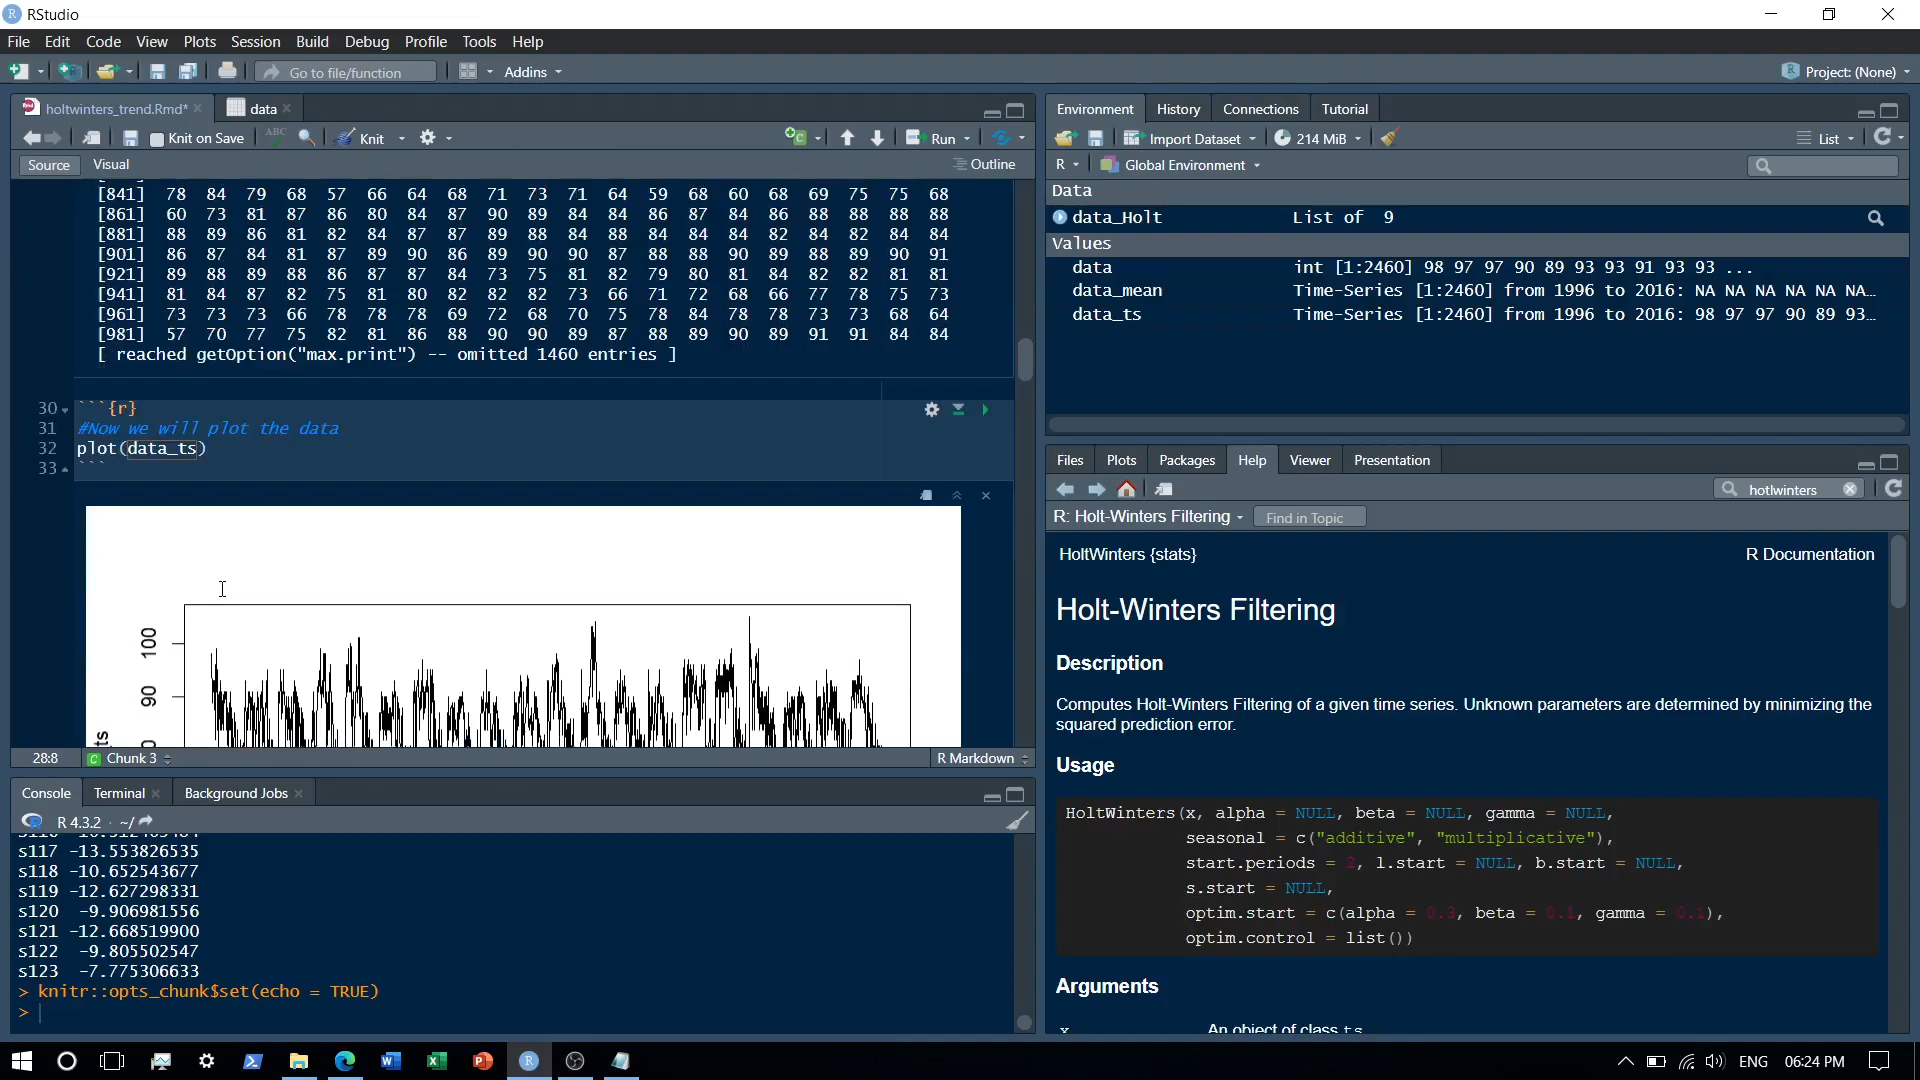 RStudio
File Edit Code View Plots Session Build Debug Profile Tools Help
Go to file/function Addins Project: (None)
holtwinters_trend.Rmd* data
Knit on Save ABC Knit Run
Source Visual Outline
[841] 78 84 79 68 57 66 64 68 71 73 71 64 59 68 60 68 69 75 75 68
[861] 60 73 81 87 86 80 84 87 90 89 84 84 86 87 84 86 88 88 88 88
[881] 88 89 86 81 82 84 87 87 89 88 84 88 84 84 84 82 84 82 84 84
[901] 86 87 84 81 87 89 90 86 89 90 90 87 88 88 90 89 88 89 90 91
[921] 89 88 89 88 86 87 87 84 73 75 81 82 79 80 81 84 82 82 81 81
[941] 81 84 87 82 75 81 80 82 82 82 73 66 71 72 68 66 77 78 75 73
[961] 73 73 73 66 78 78 78 69 72 68 70 75 78 84 78 78 73 73 68 64
[981] 57 70 77 75 82 81 86 88 90 90 89 87 88 89 90 89 91 91 84 84
[ reached getOption("max.print") -- omitted 1460 entries ]
30 ```{r}
31 #Now we will plot the data
32 plot(data_ts)
33 ```
100
90
ts
28:8 C Chunk 3 R Markdown
Console Terminal Background Jobs
R 4.3.2 · ~/
s117 -13.553826535
s118 -10.652543677
s119 -12.627298331
s120 -9.906981556
s121 -12.668519900
s122 -9.805502547
s123 -7.775306633
> knitr::opts_chunk$set(echo = TRUE)
>
Environment History Connections Tutorial
Import Dataset 214 MiB List
R Global Environment
Data
data_Holt List of 9
Values
data int [1:2460] 98 97 97 90 89 93 93 91 93 93 ...
data_mean Time-Series [1:2460] from 1996 to 2016: NA NA NA NA NA NA…
data_ts Time-Series [1:2460] from 1996 to 2016: 98 97 97 90 89 93…
Files Plots Packages Help Viewer Presentation
hotlwinters
R: Holt-Winters Filtering Find in Topic
HoltWinters {stats} R Documentation
Holt-Winters Filtering
Description
Computes Holt-Winters Filtering of a given time series. Unknown parameters are determined by minimizing the
squared prediction error.
Usage
HoltWinters(x, alpha = NULL, beta = NULL, gamma = NULL,
seasonal = c("additive", "multiplicative"),
start.periods = 2, l.start = NULL, b.start = NULL,
s.start = NULL,
optim.start = c(alpha = 0.3, beta = 0.1, gamma = 0.1),
optim.control = list())
Arguments
x An object of class ts
ENG 06:24 PM